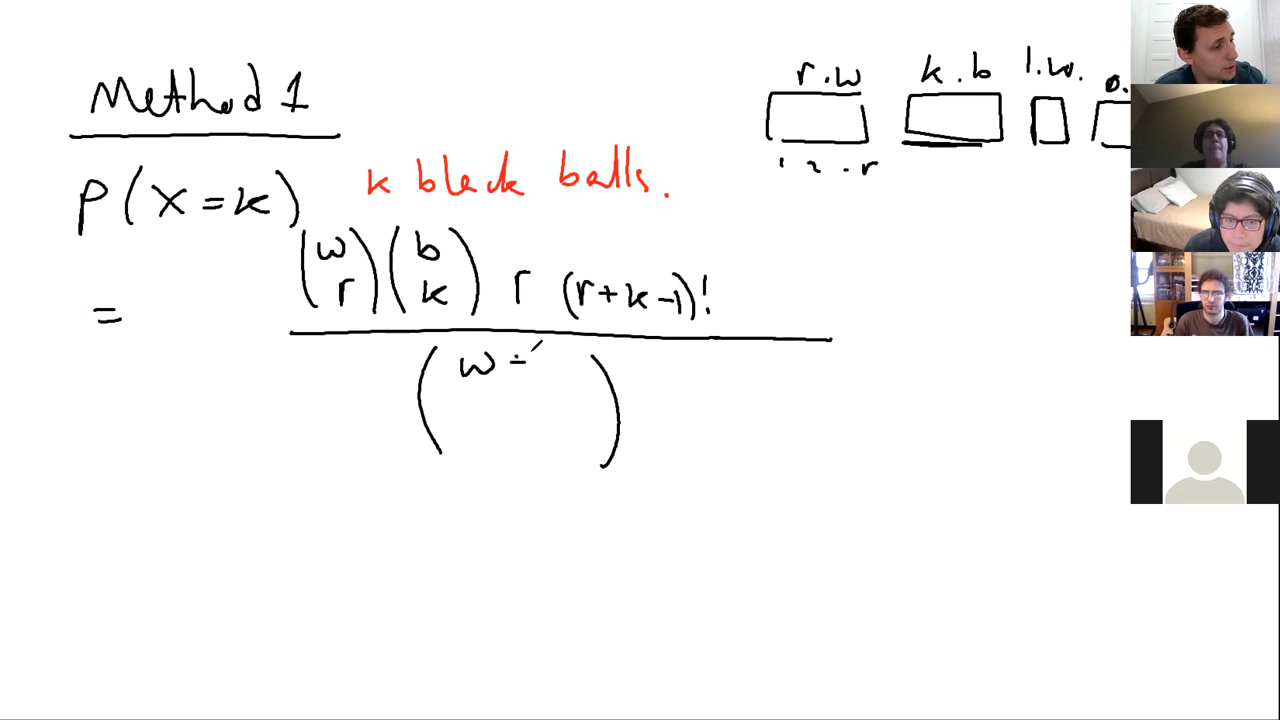 Method 1
r.w k.b 1.w. o.
1 2 . r
P(X=k) k black balls.
= (w r)(b k) r (r+k-1)!
(w +